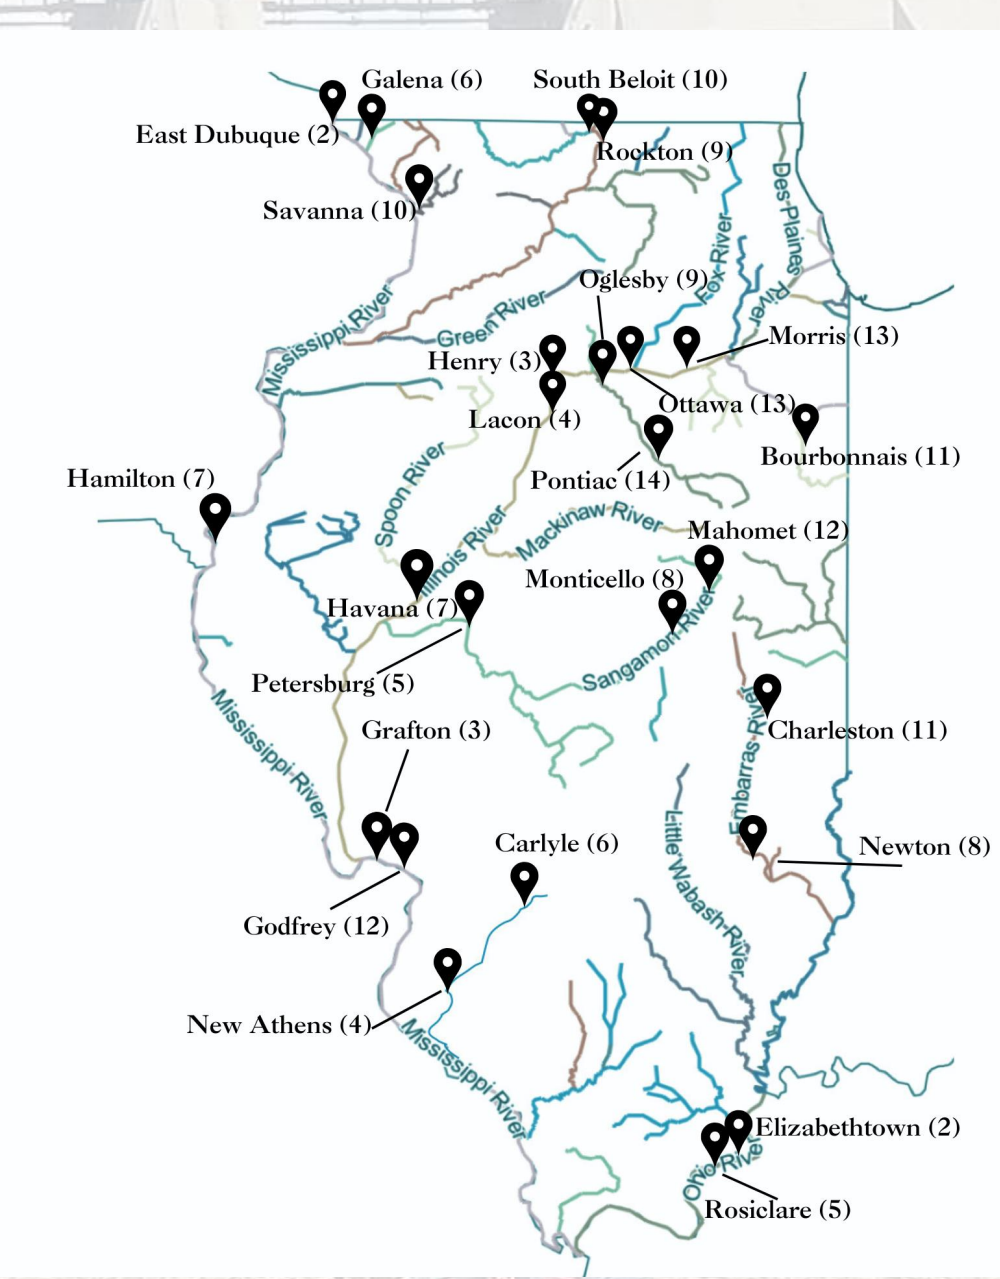 Galena (6)
South Beloit (10)
East Dubuque (2)
Rockton (9)
Savanna (10)
Des Plaines
River
Fox River
Oglesby (9)
Mississippi River
Green River
Morris (13)
Henry (3)
Ottawa (13)
Lacon (4)
Bourbonnais (11)
Pontiac (14)
Hamilton (7)
Spoon River
Illinois River
Mackinaw River
Mahomet (12)
Monticello (8)
Havana (7)
Sangamon River
Petersburg (5)
Mississippi River
Grafton (3)
Charleston (11)
Embarras River
Little Wabash River
Carlyle (6)
Newton (8)
Godfrey (12)
New Athens (4)
Mississippi River
Elizabethtown (2)
Ohio River
Rosiclare (5)